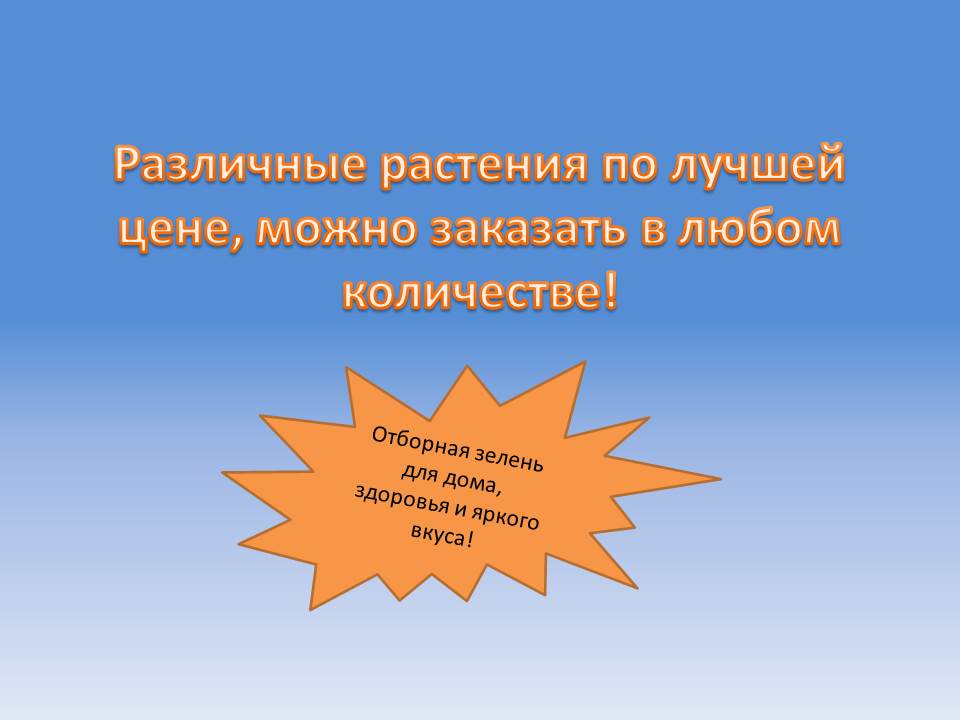 Различные растения по лучшей
цене, можно заказать в любом
количестве!
Отборная зелень
для дома,
здоровья и яркого
вкуса!